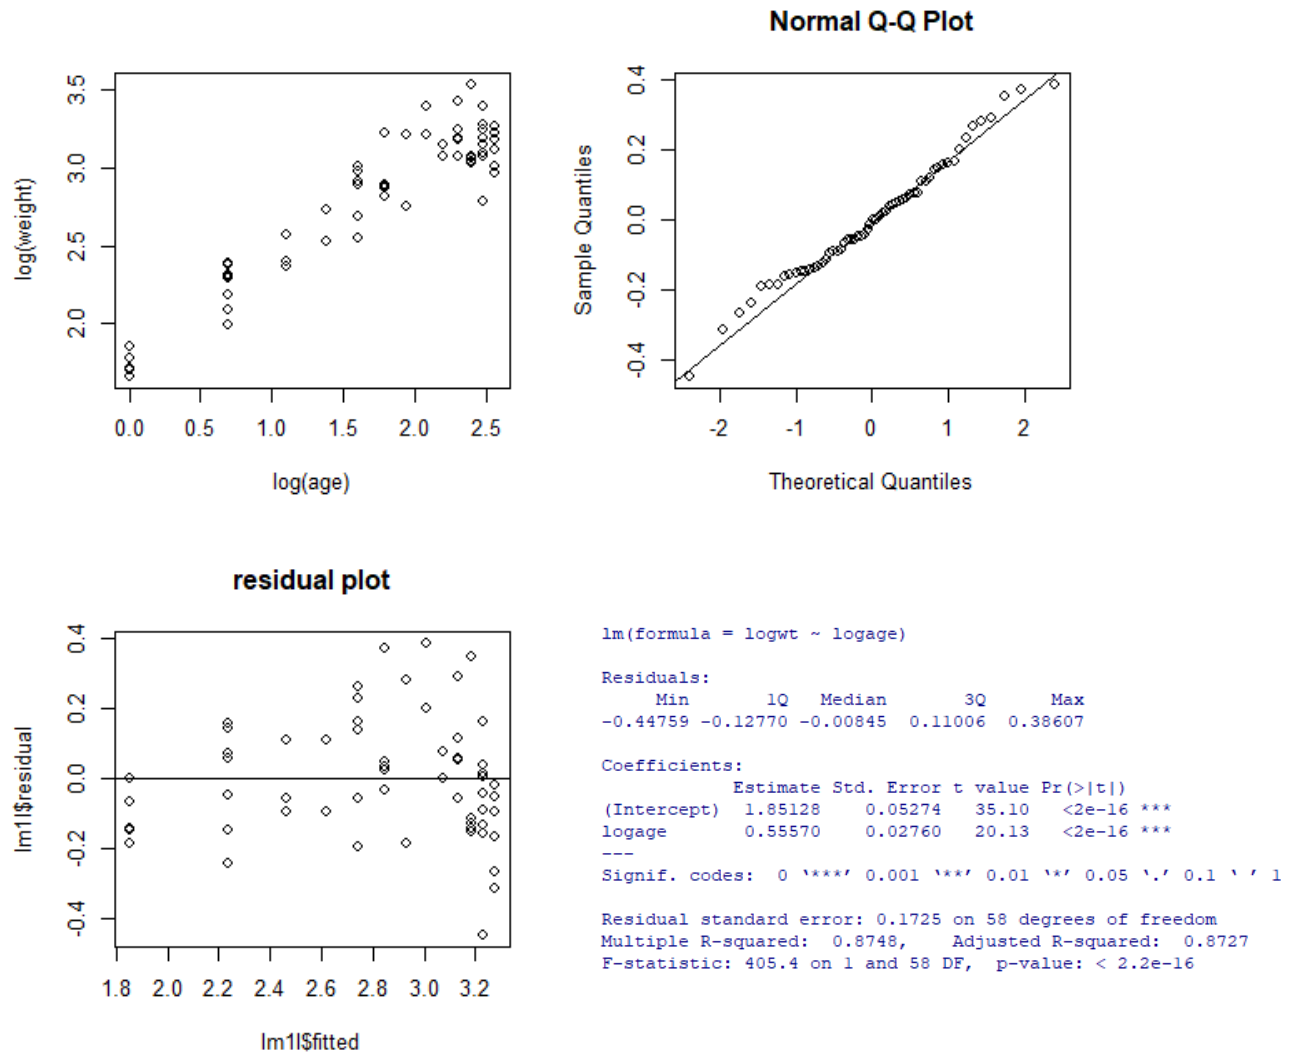 3.5
3.0
2.5
2.0
log(weight)
0.0 0.5 1.0 1.5 2.0 2.5
log(age)
Normal Q-Q Plot
0.4
0.2
0.0
-0.2
-0.4
Sample Quantiles
-2 -1 0 1 2
Theoretical Quantiles
residual plot
0.4
0.2
0.0
-0.2
-0.4
lm1l$residual
1.8 2.0 2.2 2.4 2.6 2.8 3.0 3.2
lm1l$fitted
lm(formula = logwt ~ logage)
Residuals:
Min 1Q Median 3Q Max
-0.44759 -0.12770 -0.00845 0.11006 0.38607
Coefficients:
Estimate Std. Error t value Pr(>|t|)
(Intercept) 1.85128 0.05274 35.10 <2e-16 ***
logage 0.55570 0.02760 20.13 <2e-16 ***
---
Signif. codes: 0 ‘***’ 0.001 ‘**’ 0.01 ‘*’ 0.05 ‘.’ 0.1 ‘ ’ 1
Residual standard error: 0.1725 on 58 degrees of freedom
Multiple R-squared: 0.8748, Adjusted R-squared: 0.8727
F-statistic: 405.4 on 1 and 58 DF, p-value: < 2.2e-16